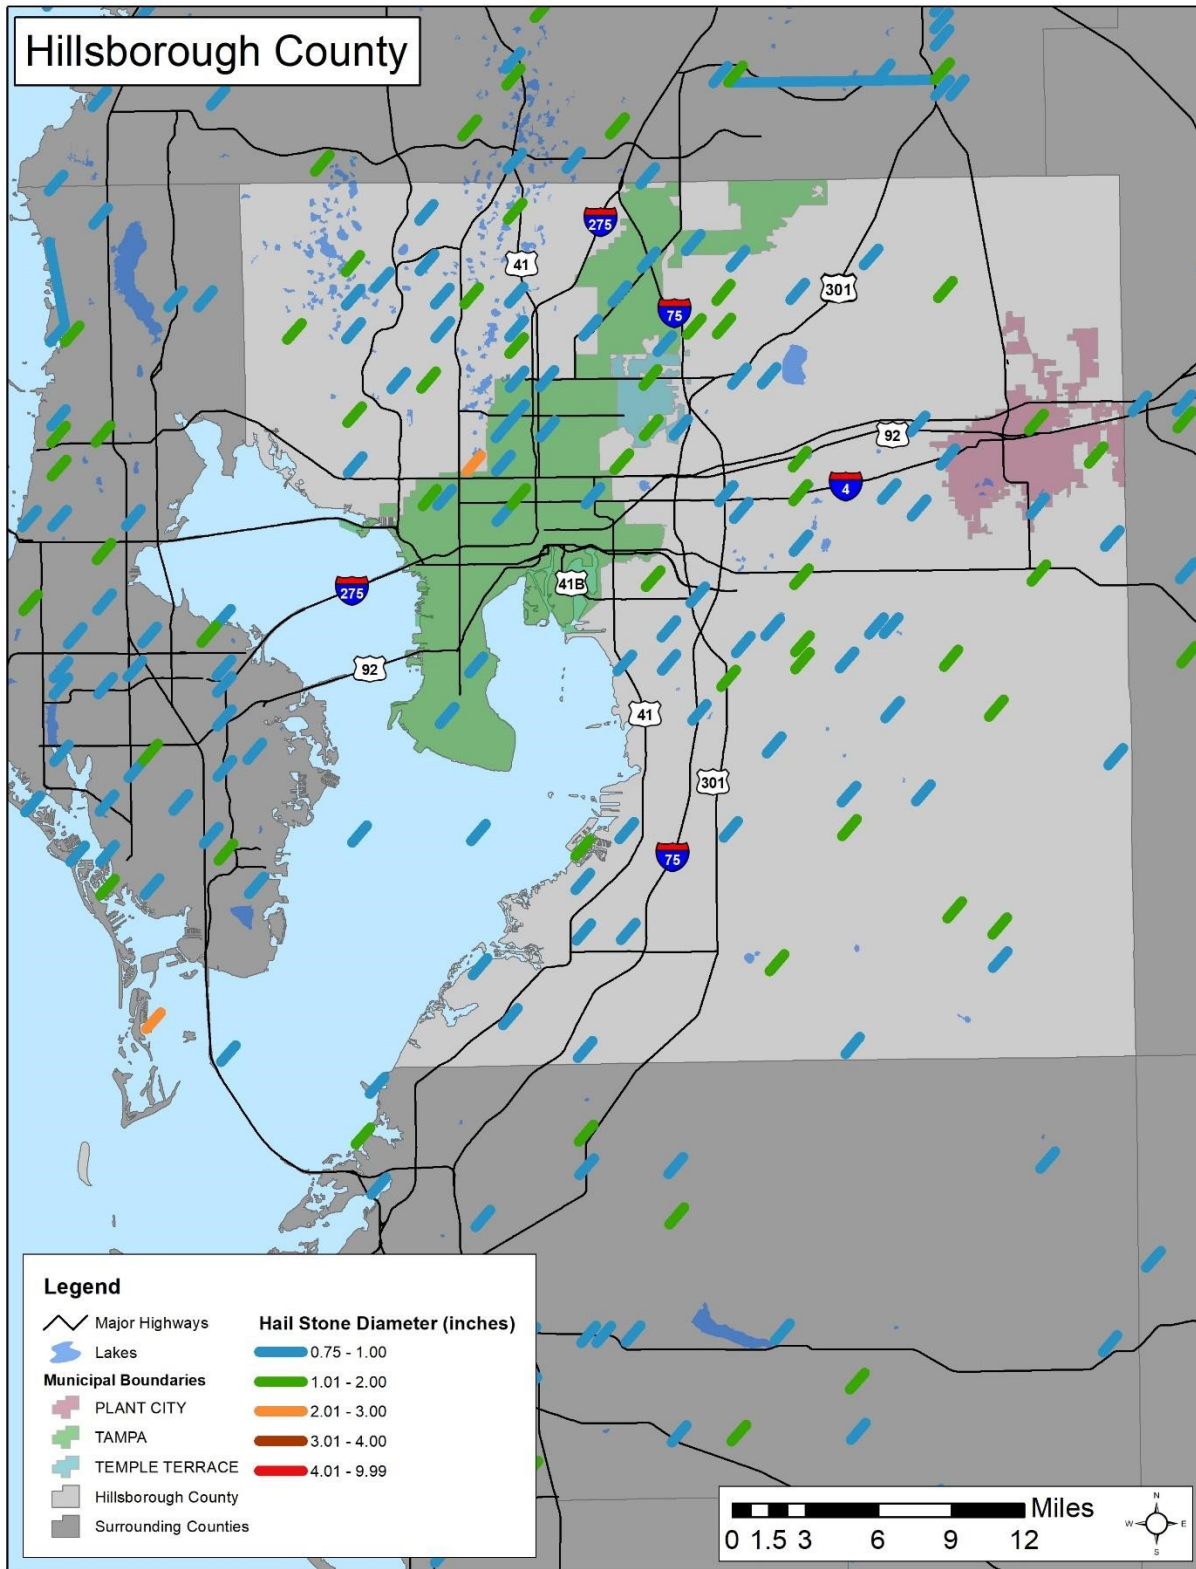 Hillsborough County
275
41
301
75
92
4
275
41B
92
41
301
75
Legend
Major Highways
Lakes
Municipal Boundaries
PLANT CITY
TAMPA
TEMPLE TERRACE
Hillsborough County
Surrounding Counties
Hail Stone Diameter (inches)
0.75 - 1.00
1.01 - 2.00
2.01 - 3.00
3.01 - 4.00
4.01 - 9.99
Miles
0 1.5 3 6 9 12
N
W E
S